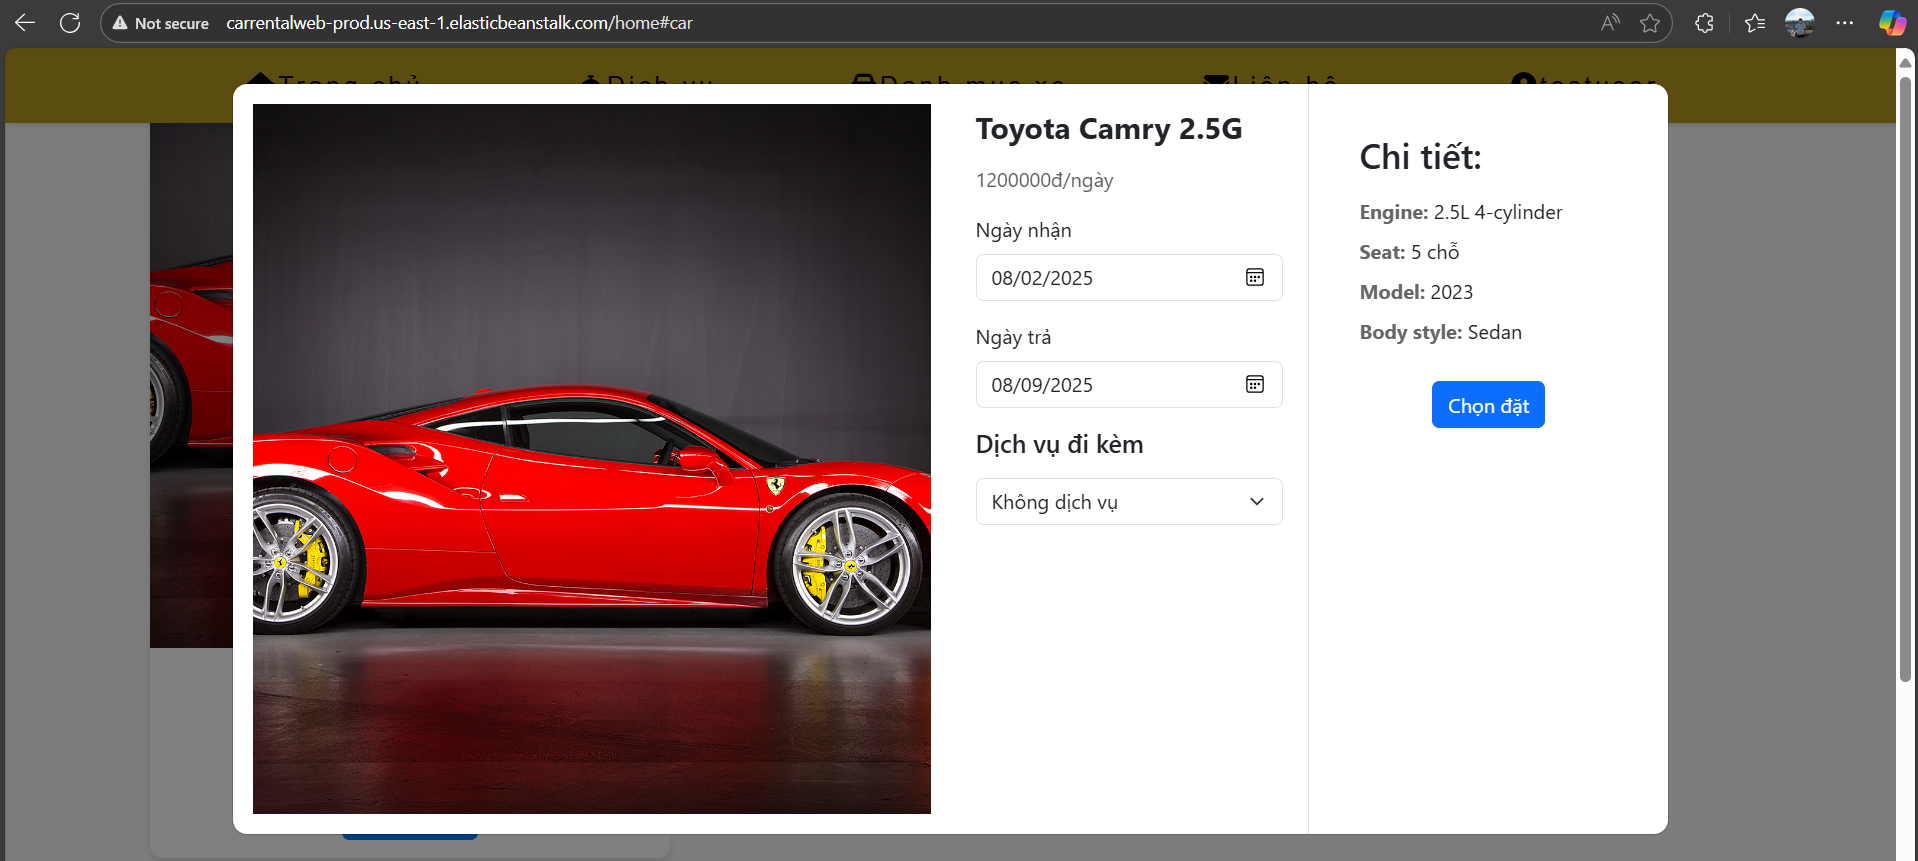 Not secure
carrentalweb-prod.us-east-1.elasticbeanstalk.com/home#car
Trang chủ
Dịch vụ
Danh mục xe
Liên hệ
Toyota Camry 2.5G
1200000đ/ngày
Ngày nhận
08/02/2025
Ngày trả
08/09/2025
Dịch vụ đi kèm
Không dịch vụ
Chi tiết:
Engine: 2.5L 4-cylinder
Seat: 5 chỗ
Model: 2023
Body style: Sedan
Chọn đặt